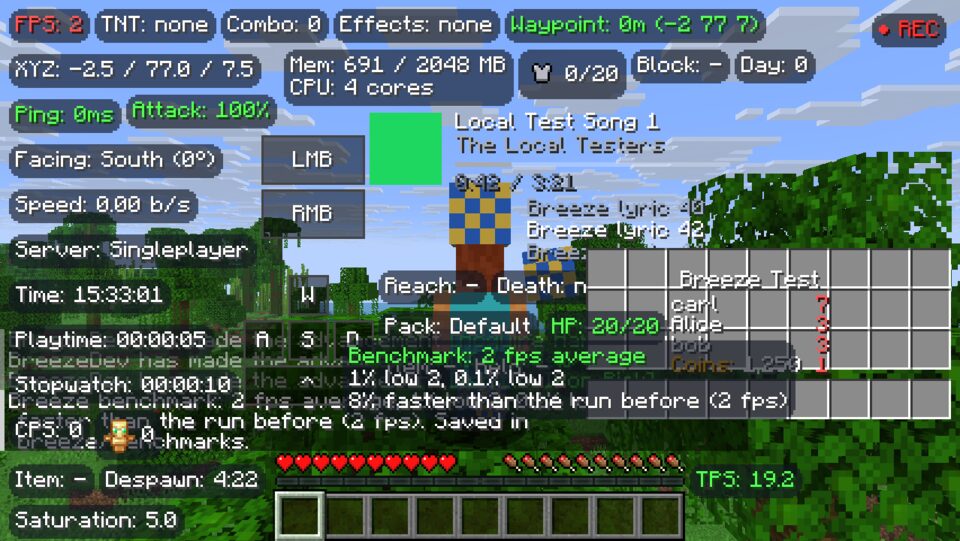 FPS: 2
TNT: none
Combo: 0
Effects: none
Waypoint: 0m (-2 77 7)
REC
XYZ: -2.5 / 77.0 / 7.5
Mem: 691 / 2048 MB
CPU: 4 cores
0/20
Block: -
Day: 0
Ping: 0ms
Attack: 100%
Local Test Song 1
The Local Testers
0:42 / 3:21
LMB
RMB
Facing: South (0°)
Speed: 0.00 b/s
Breeze lyric 40
Breeze lyric 42
Breeze
Server: Singleplayer
Time: 15:33:01
W
Reach: -
Death: n
Breeze Test
carl 7
Alice 3
bob 3
Coins: 1,250 1
Pack: Default
HP: 20/20
Playtime: 00:00:05
A
S
D
BreezeDev has made the
Benchmark: 2 fps average
1% low 2, 0.1% low 2
8% faster than the run before (2 fps)
Stopwatch: 00:00:10
the Advan
Breeze benchmark: 2 fps
faster than the run before (2 fps). Saved in
CPS: 0
0
breeze/benchmarks.
Item: -
Despawn: 4:22
TPS: 19.2
Saturation: 5.0